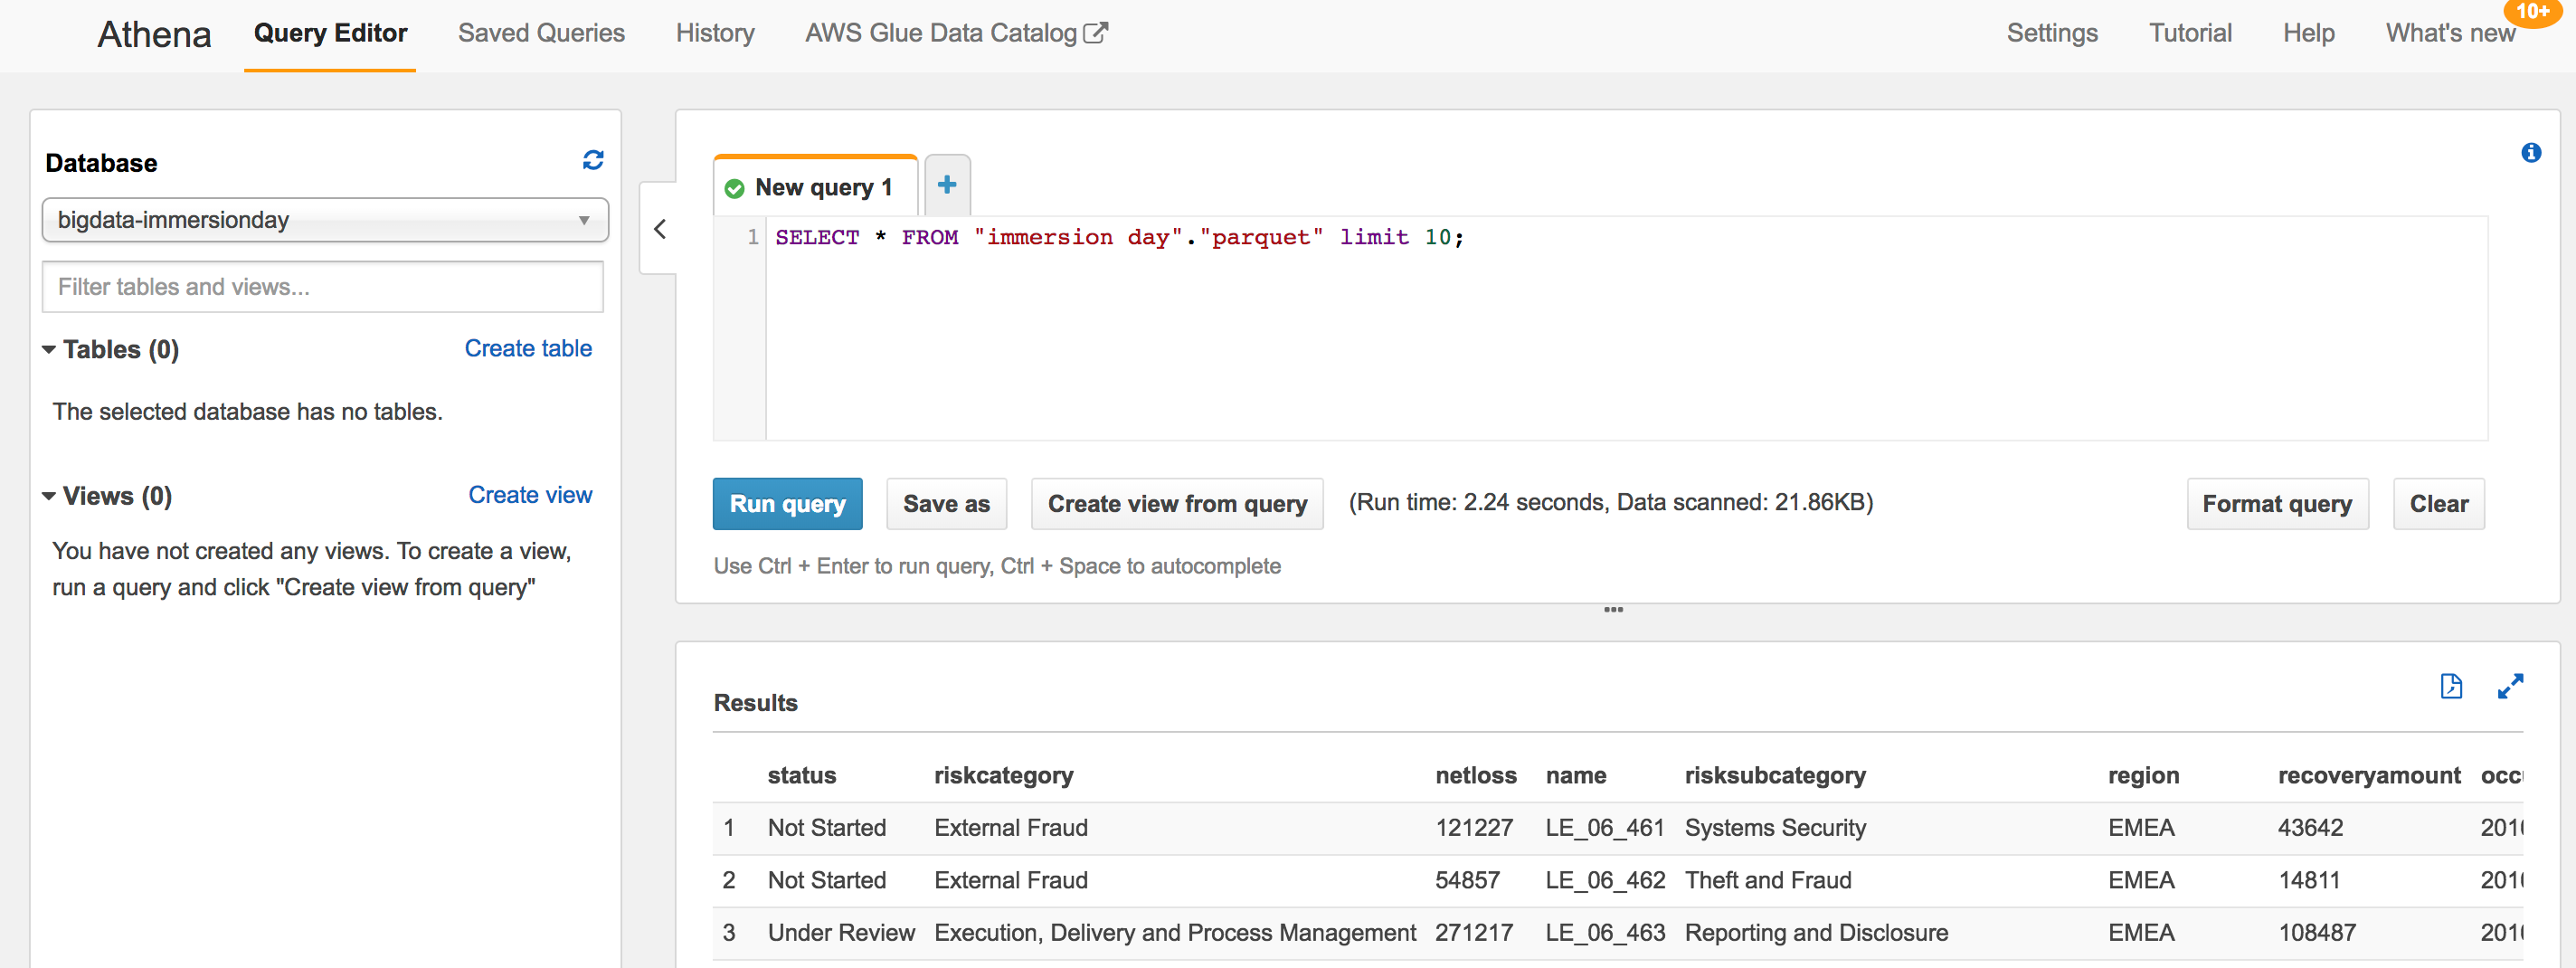 Athena Query Editor Saved Queries History AWS Glue Data Catalog Settings Tutorial Help What's new 10+
Database
bigdata-immersionday
Filter tables and views...
Tables (0) Create table
The selected database has no tables.
Views (0) Create view
You have not created any views. To create a view,
run a query and click "Create view from query"
New query 1
1 SELECT * FROM "immersion day"."parquet" limit 10;
Run query Save as Create view from query (Run time: 2.24 seconds, Data scanned: 21.86KB) Format query Clear
Use Ctrl + Enter to run query, Ctrl + Space to autocomplete
Results
status riskcategory netloss name risksubcategory region recoveryamount
1 Not Started External Fraud 121227 LE_06_461 Systems Security EMEA 43642
2 Not Started External Fraud 54857 LE_06_462 Theft and Fraud EMEA 14811
3 Under Review Execution, Delivery and Process Management 271217 LE_06_463 Reporting and Disclosure EMEA 108487